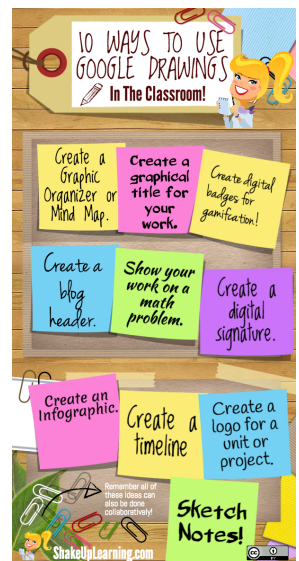 10 WAYS TO USE
GOOGLE DRAWINGS
In The Classroom!
Create a
Graphic
Organizer or
Mind Map.
Create a
graphical
title for
your
work.
Create digital
badges for
gamification!
Create a
blog
header.
Show your
work on a
math
problem.
Create a
digital
signature.
Create an
Infographic.
Create a
timeline
Create a
logo for a
unit or
project.
Remember all of
these ideas can
also be done
collaboratively!
Sketch
Notes!
ShakeUpLearning.com